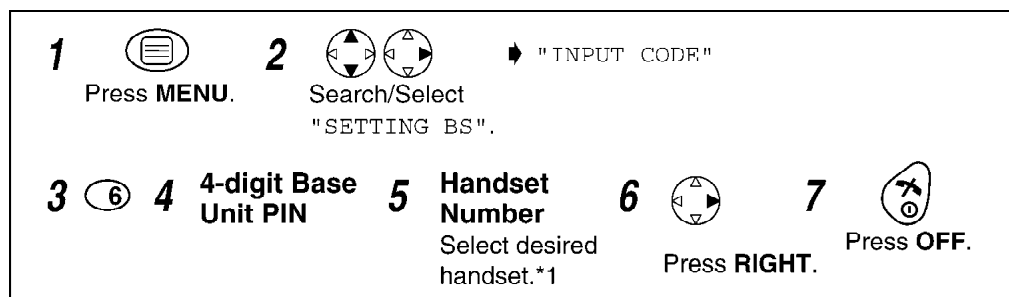 1 2 "INPUT CODE"
Press MENU. Search/Select
"SETTING BS".
3 6 4 4-digit Base Unit PIN 5 Handset Number 6 7
Select desired handset.*1
Press RIGHT.
Press OFF.